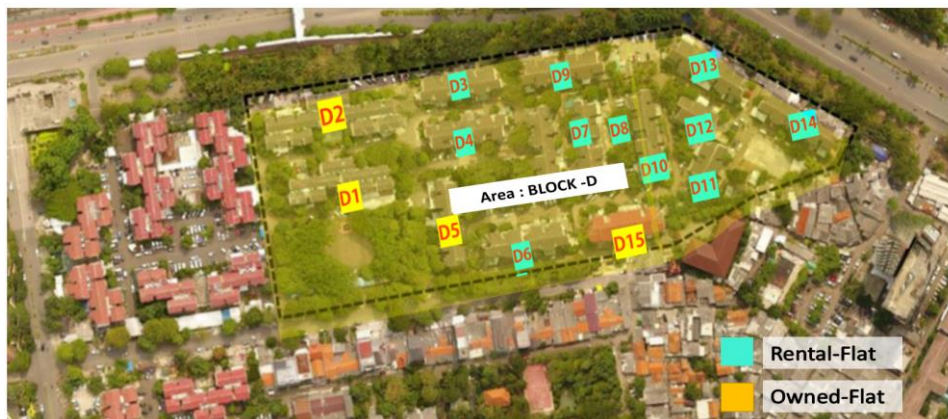 D13
D9
D3
D2
D14
D12
D8
D7
D4
D10
Area : BLOCK -D
D11
D1
D5
D15
D6
Rental-Flat
Owned-Flat